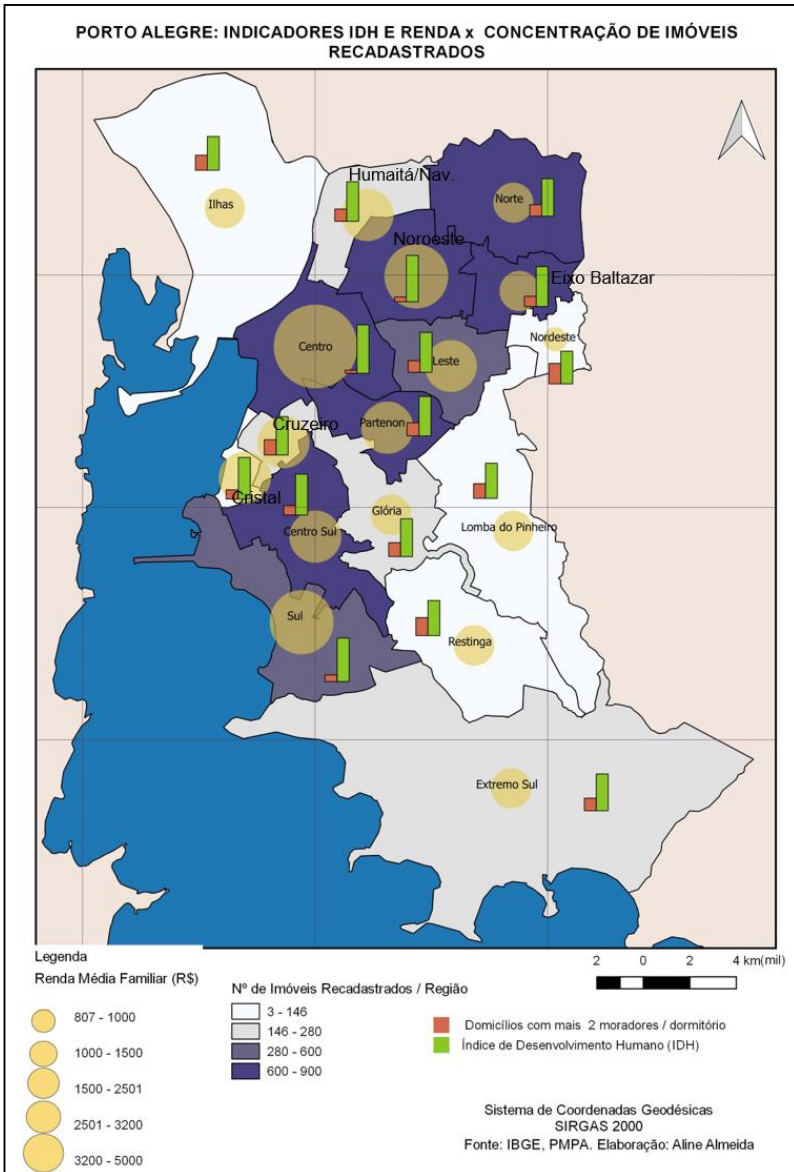 PORTO ALEGRE: INDICADORES IDH E RENDA x CONCENTRAÇÃO DE IMÓVEIS
RECADASTRADOS
Humaitá/Nav.
Ilhas
Norte
Noroeste
Eixo Baltazar
Nordeste
Centro
Leste
Cruzeiro
Partenon
Cristal
Glória
Centro Sul
Lomba do Pinheiro
Sul
Restinga
Extremo Sul
Legenda
Renda Média Familiar (R$)
807 - 1000
1000 - 1500
1500 - 2501
2501 - 3200
3200 - 5000
Nº de Imóveis Recadastrados / Região
3 - 146
146 - 280
280 - 600
600 - 900
2 0 2 4 km(mil)
Domicílios com mais 2 moradores / dormitório
Índice de Desenvolvimento Humano (IDH)
Sistema de Coordenadas Geodésicas
SIRGAS 2000
Fonte: IBGE, PMPA. Elaboração: Aline Almeida